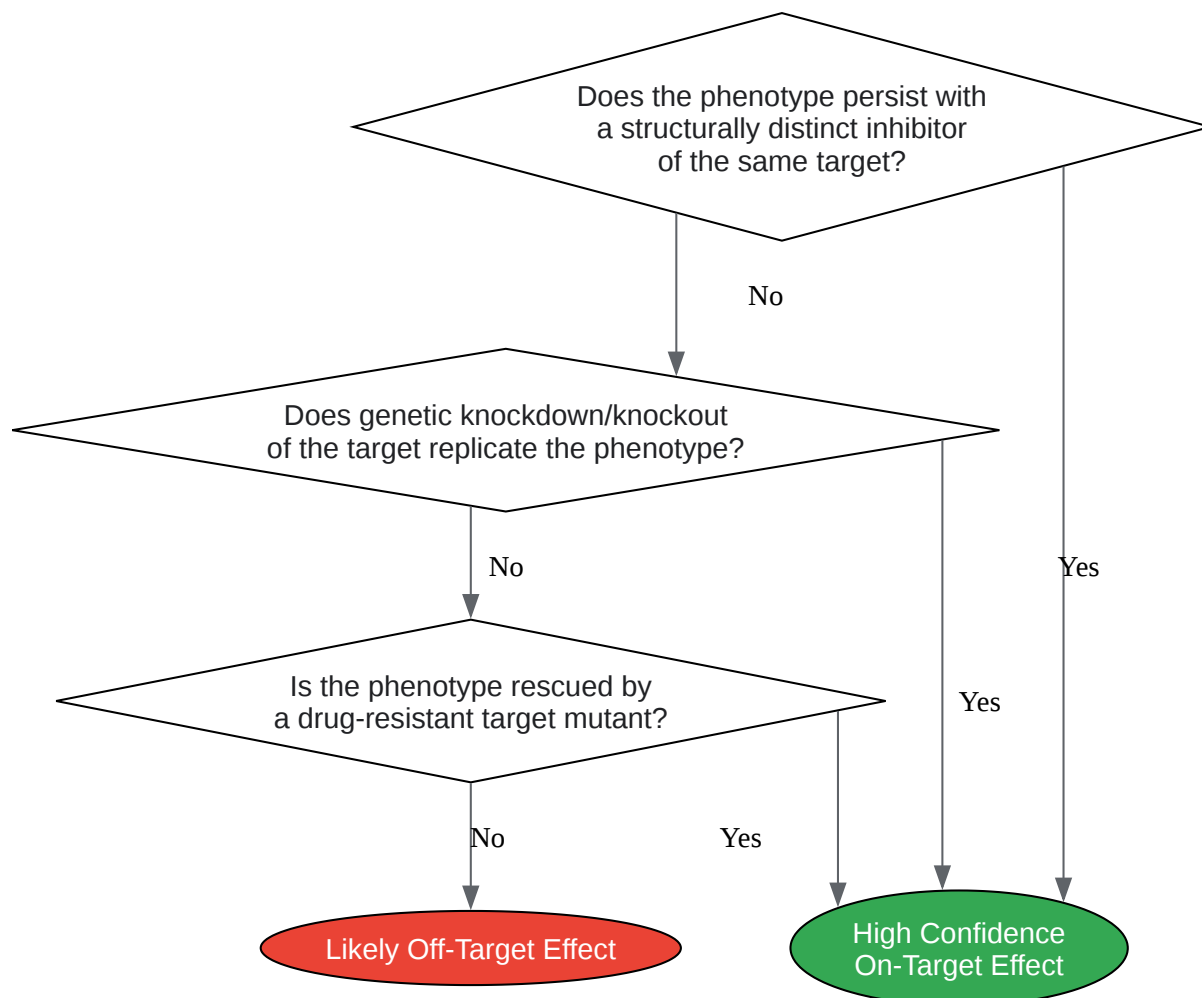 Does the phenotype persist with
a structurally distinct inhibitor
of the same target?
No
Does genetic knockdown/knockout
of the target replicate the phenotype?
No
Yes
Is the phenotype rescued by
a drug-resistant target mutant?
Yes
No
Yes
Likely Off-Target Effect
High Confidence
On-Target Effect